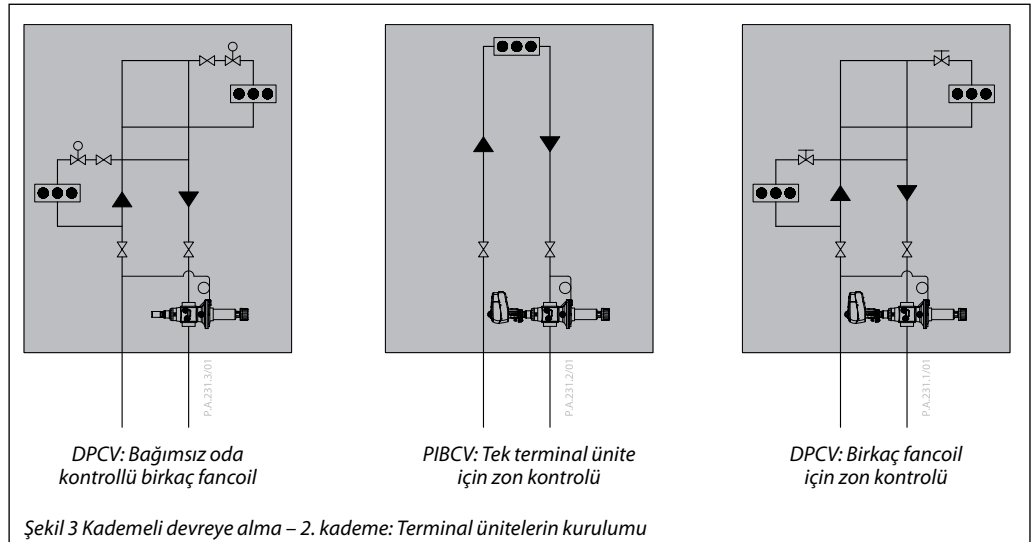 P.A.231.3/01
P.A.231.2/01
P.A.231.1/01
DPCV: Bağımsız oda
kontrollü birkaç fancoil
PIBCV: Tek terminal ünite
için zon kontrolü
DPCV: Birkaç fancoil
için zon kontrolü
Şekil 3 Kademeli devreye alma – 2. kademe: Terminal ünitelerin kurulumu